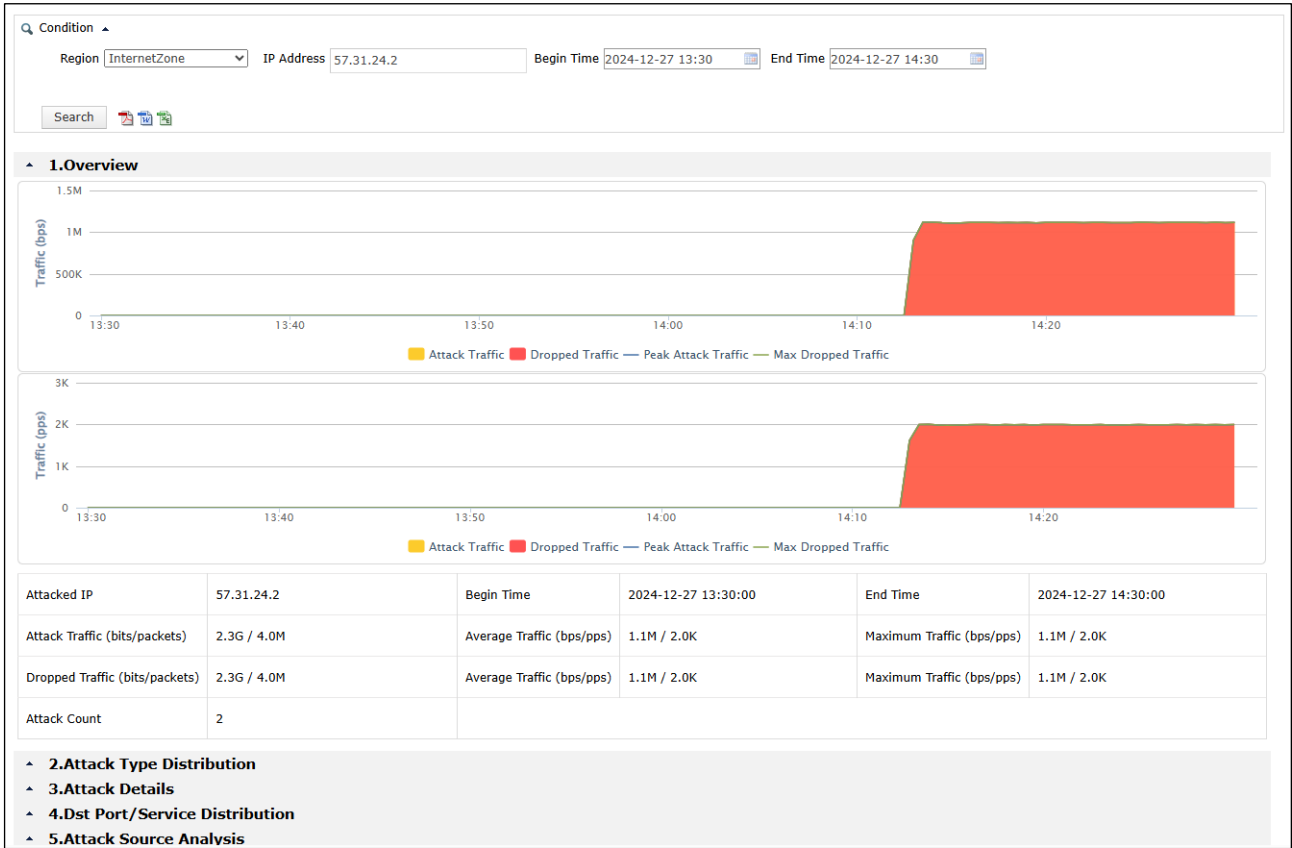 Condition
Region InternetZone IP Address 57.31.24.2 Begin Time 2024-12-27 13:30 End Time 2024-12-27 14:30
Search
1.Overview
1.5M
1M
500K
0
Traffic (bps)
13:30 13:40 13:50 14:00 14:10 14:20
Attack Traffic Dropped Traffic Peak Attack Traffic Max Dropped Traffic
3K
2K
1K
0
Traffic (pps)
13:30 13:40 13:50 14:00 14:10 14:20
Attack Traffic Dropped Traffic Peak Attack Traffic Max Dropped Traffic
Attacked IP 57.31.24.2 Begin Time 2024-12-27 13:30:00 End Time 2024-12-27 14:30:00
Attack Traffic (bits/packets) 2.3G / 4.0M Average Traffic (bps/pps) 1.1M / 2.0K Maximum Traffic (bps/pps) 1.1M / 2.0K
Dropped Traffic (bits/packets) 2.3G / 4.0M Average Traffic (bps/pps) 1.1M / 2.0K Maximum Traffic (bps/pps) 1.1M / 2.0K
Attack Count 2
2.Attack Type Distribution
3.Attack Details
4.Dst Port/Service Distribution
5.Attack Source Analysis